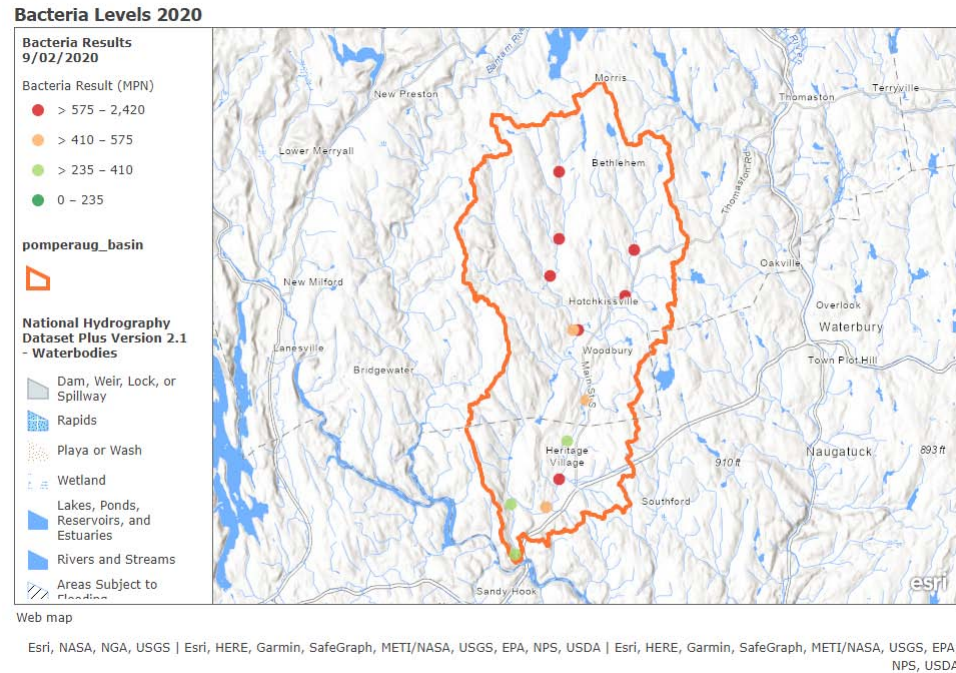 Bacteria Levels 2020
Bacteria Results
9/02/2020
Bacteria Result (MPN)
> 575 – 2,420
> 410 – 575
> 235 – 410
0 – 235
pomperaug_basin
National Hydrography
Dataset Plus Version 2.1
- Waterbodies
Dam, Weir, Lock, or
Spillway
Rapids
Playa or Wash
Wetland
Lakes, Ponds,
Reservoirs, and
Estuaries
Rivers and Streams
Areas Subject to
Morris
New Preston
Terryville
Thomaston
Lower Merryall
Bethlehem
Thomaston Rd
Oakville
New Milford
Hotchkissville
Overlook
Waterbury
Lanesville
Woodbury
Town Plot Hill
Bridgewater
Main St S
Heritage
Village
Naugatuck
893 ft
910 ft
Southford
Sandy Hook
esri
Web map
Esri, NASA, NGA, USGS | Esri, HERE, Garmin, SafeGraph, METI/NASA, USGS, EPA, NPS, USDA | Esri, HERE, Garmin, SafeGraph, METI/NASA, USGS, EPA
NPS, USDA